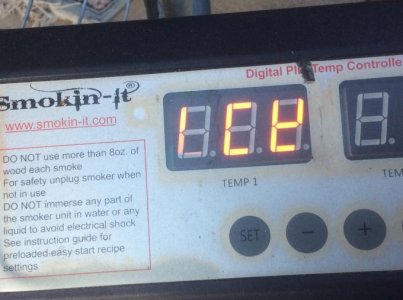 Smokin-it®
www.smokin-it.com
DO NOT use more than 8oz. of
wood each smoke
For safety unplug smoker when
not in use
DO NOT immerse any part of
the smoker unit in water or any
liquid to avoid electrical shock
See instruction guide for
preloaded easy start recipe
settings
Digital Temp Controlle
TEMP 1
TEM
SET
−
+